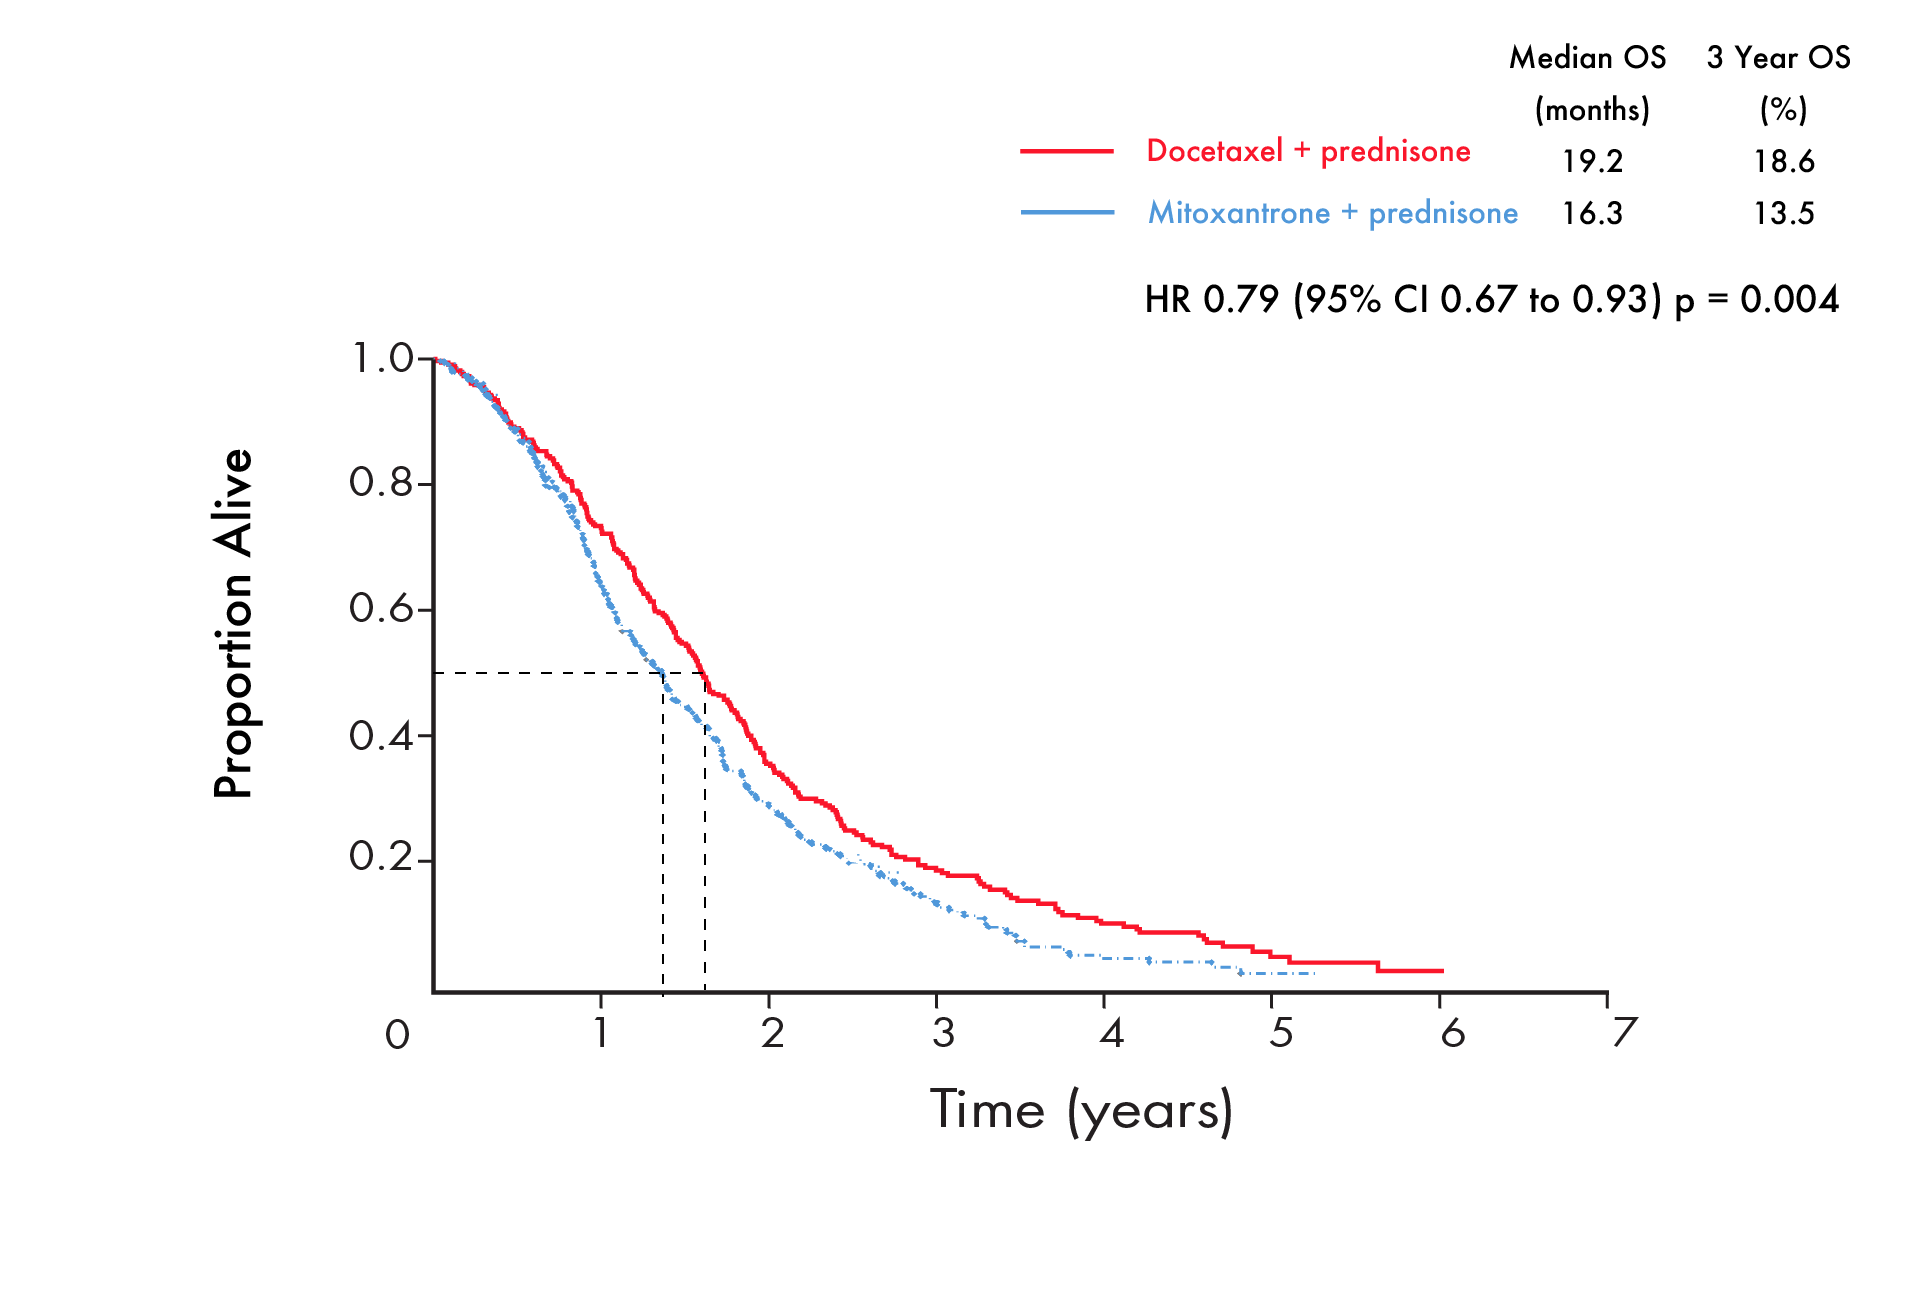 Median OS 3 Year OS
(months) (%)
Docetaxel + prednisone 19.2 18.6
Mitoxantrone + prednisone 16.3 13.5
HR 0.79 (95% CI 0.67 to 0.93) p = 0.004
Proportion Alive
1.0
0.8
0.6
0.4
0.2
0 1 2 3 4 5 6 7
Time (years)